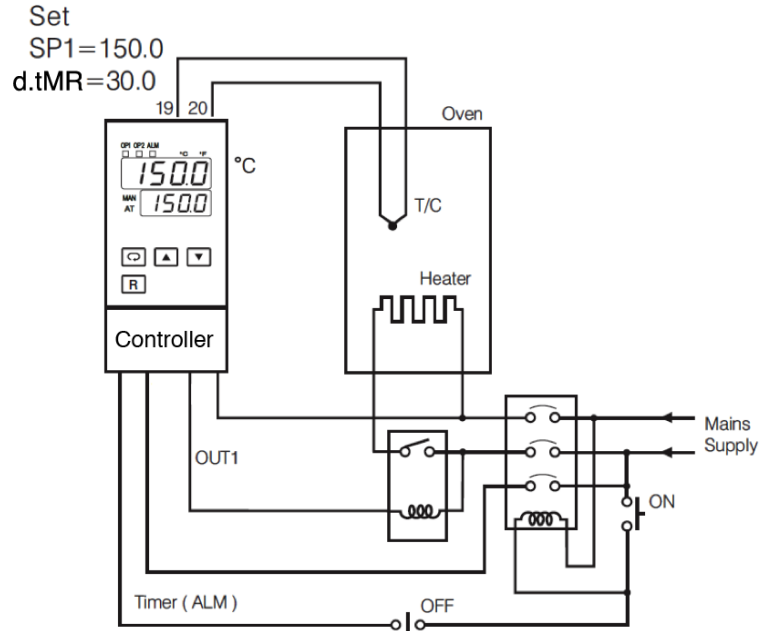 Set
SP1=150.0
d.tMR=30.0
19 20
Oven
OP1 OP2 ALM
°C °F
150.0
°C
MAN
AT
150.0
T/C
Heater
R
Controller
Mains
Supply
OUT1
ON
Timer ( ALM )
OFF